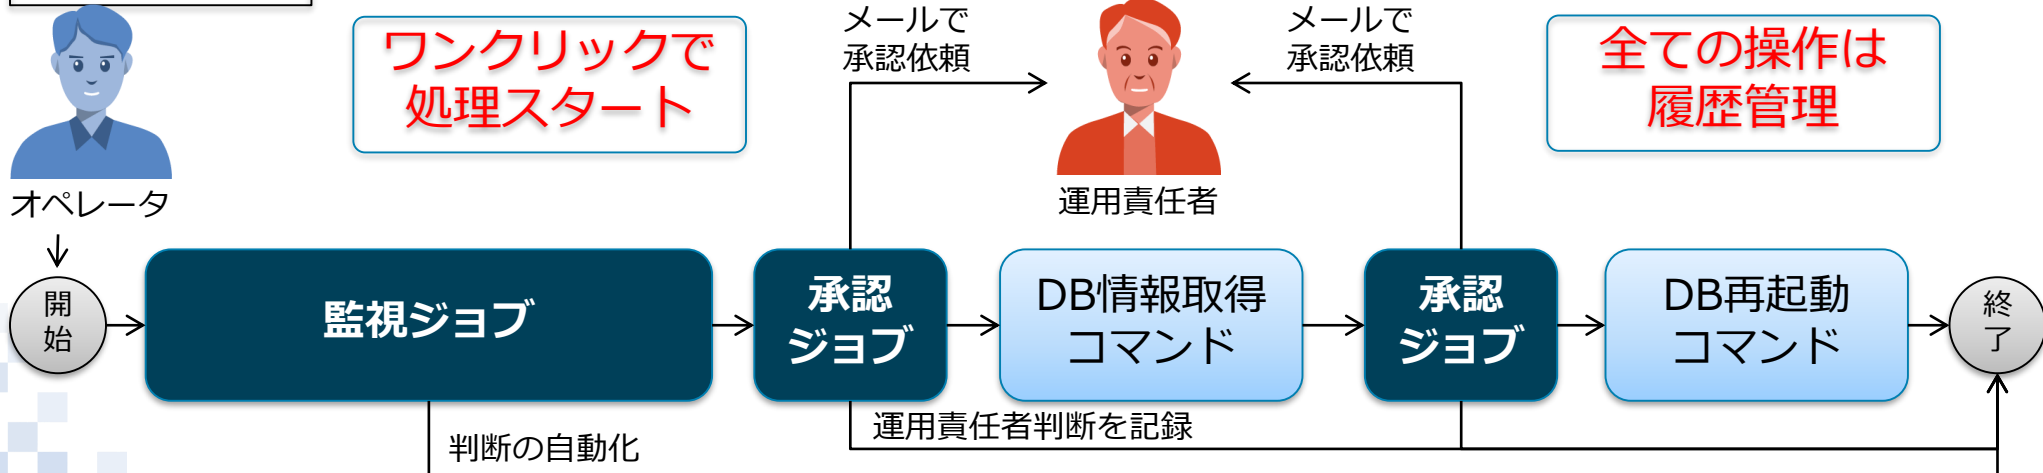 ワンクリックで
処理スタート
メールで
承認依頼
メールで
承認依頼
全ての操作は
履歴管理
オペレータ
運用責任者
開
始
監視ジョブ
承認
ジョブ
DB情報取得
コマンド
承認
ジョブ
DB再起動
コマンド
終
了
判断の自動化
運用責任者判断を記録